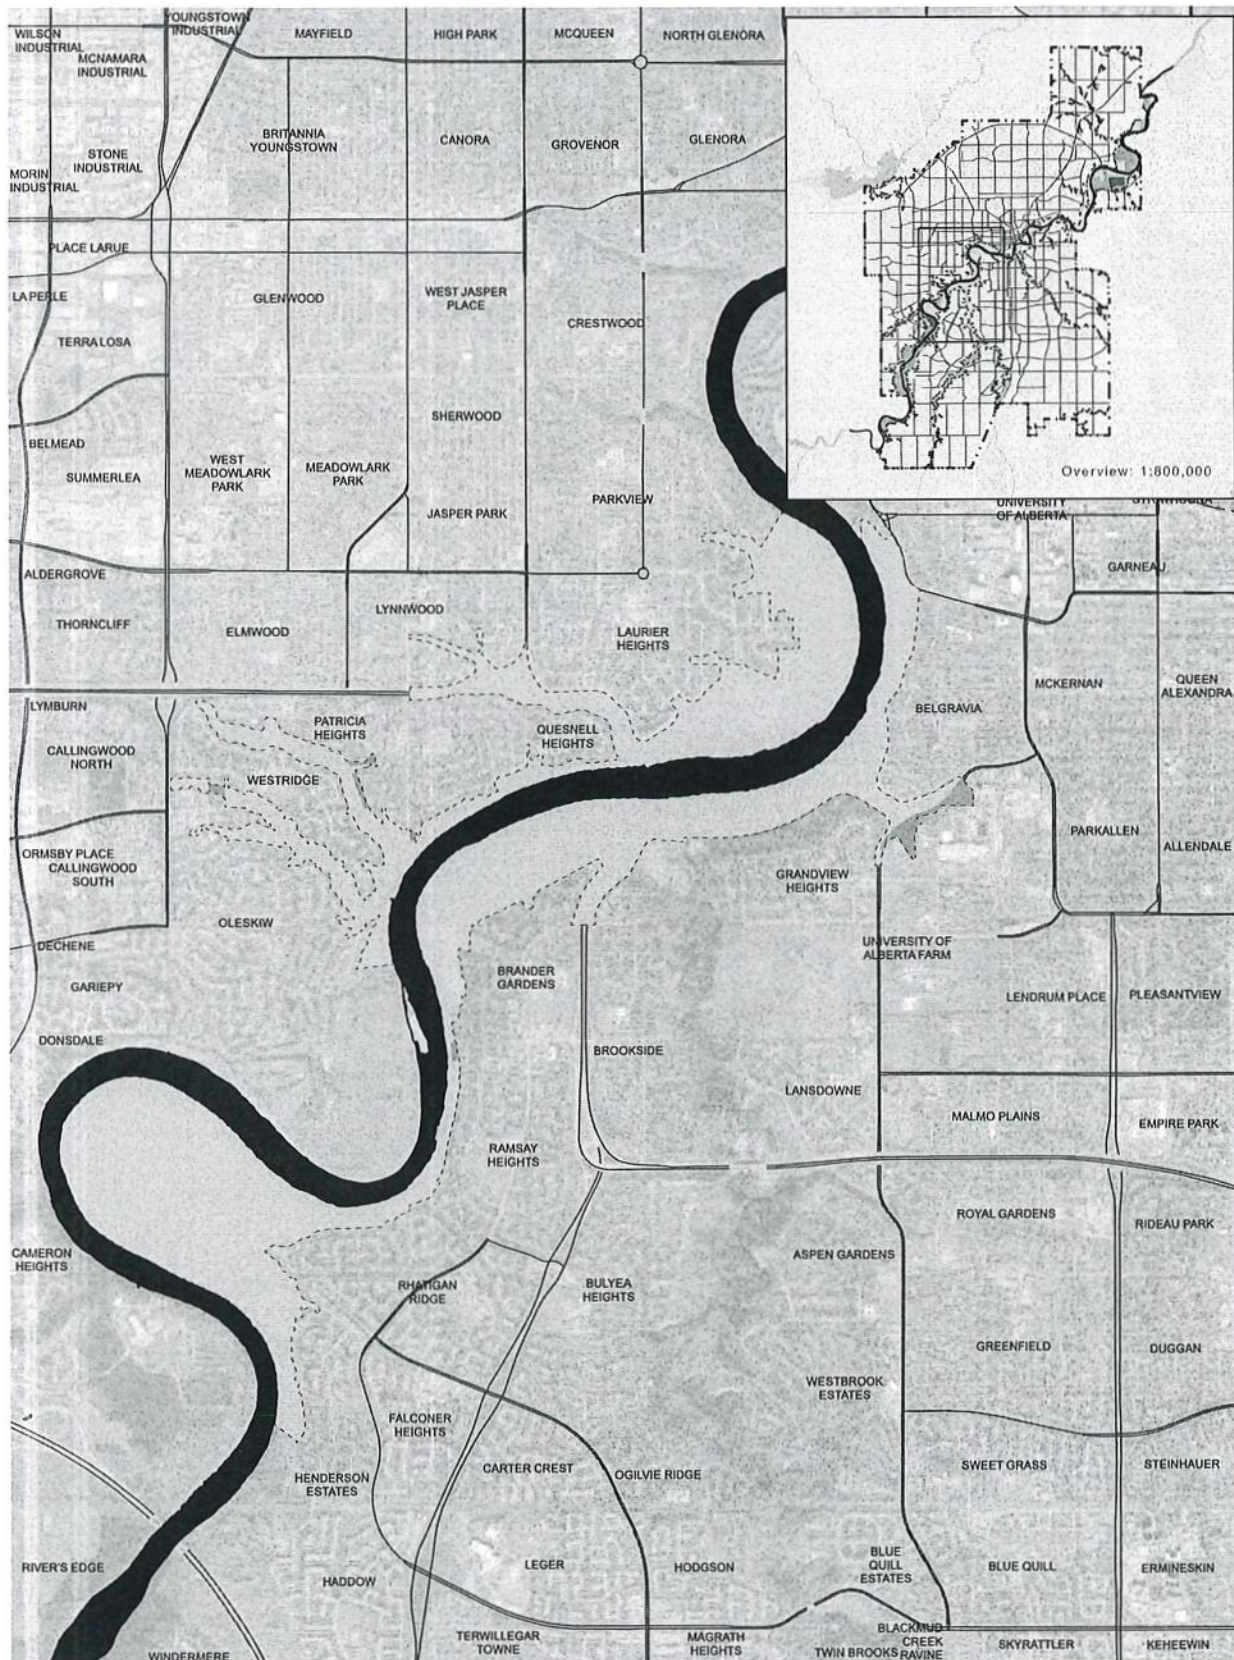 YOUNGSTOWN
INDUSTRIAL
WILSON
INDUSTRIAL
MAYFIELD
HIGH PARK
MCQUEEN
NORTH GLENORA
MCNAMARA
INDUSTRIAL
BRITANNIA
YOUNGSTOWN
CANORA
GROVENOR
GLENORA
STONE
INDUSTRIAL
MORIN
INDUSTRIAL
PLACE LARUE
LA PERLE
GLENWOOD
WEST JASPER
PLACE
CRESTWOOD
TERRA LOSA
SHERWOOD
BELMEAD
SUMMERLEA
WEST
MEADOWLARK
PARK
MEADOWLARK
PARK
JASPER PARK
PARKVIEW
Overview: 1:800,000
UNIVERSITY
OF ALBERTA
GARNEAU
ALDERGROVE
THORNCLIFF
ELMWOOD
LYNNWOOD
LAURIER
HEIGHTS
MCKERNAN
QUEEN
ALEXANDRA
LYMBURN
PATRICIA
HEIGHTS
QUESNELL
HEIGHTS
BELGRAVIA
CALLINGWOOD
NORTH
WESTRIDGE
PARKALLEN
ALLENDALE
ORMSBY PLACE
CALLINGWOOD
SOUTH
GRANDVIEW
HEIGHTS
OLESKIW
DECHENE
UNIVERSITY OF
ALBERTA FARM
GARIEPY
BRANDER
GARDENS
LENDRUM PLACE
PLEASANTVIEW
DONSDALE
BROOKSIDE
LANSDOWNE
MALMO PLAINS
EMPIRE PARK
RAMSAY
HEIGHTS
ROYAL GARDENS
RIDEAU PARK
CAMERON
HEIGHTS
ASPEN GARDENS
RHATIGAN
RIDGE
BULYEA
HEIGHTS
GREENFIELD
DUGGAN
WESTBROOK
ESTATES
FALCONER
HEIGHTS
HENDERSON
ESTATES
CARTER CREST
OGILVIE RIDGE
SWEET GRASS
STEINHAUER
RIVER'S EDGE
HADDOW
LEGER
HODGSON
BLUE
QUILL
ESTATES
BLUE QUILL
ERMINESKIN
WINDERMERE
TERWILLEGAR
TOWNE
MAGRATH
HEIGHTS
TWIN BROOKS
BLACKMUD
CREEK
RAVINE
SKYRATTLER
KEHEEWIN